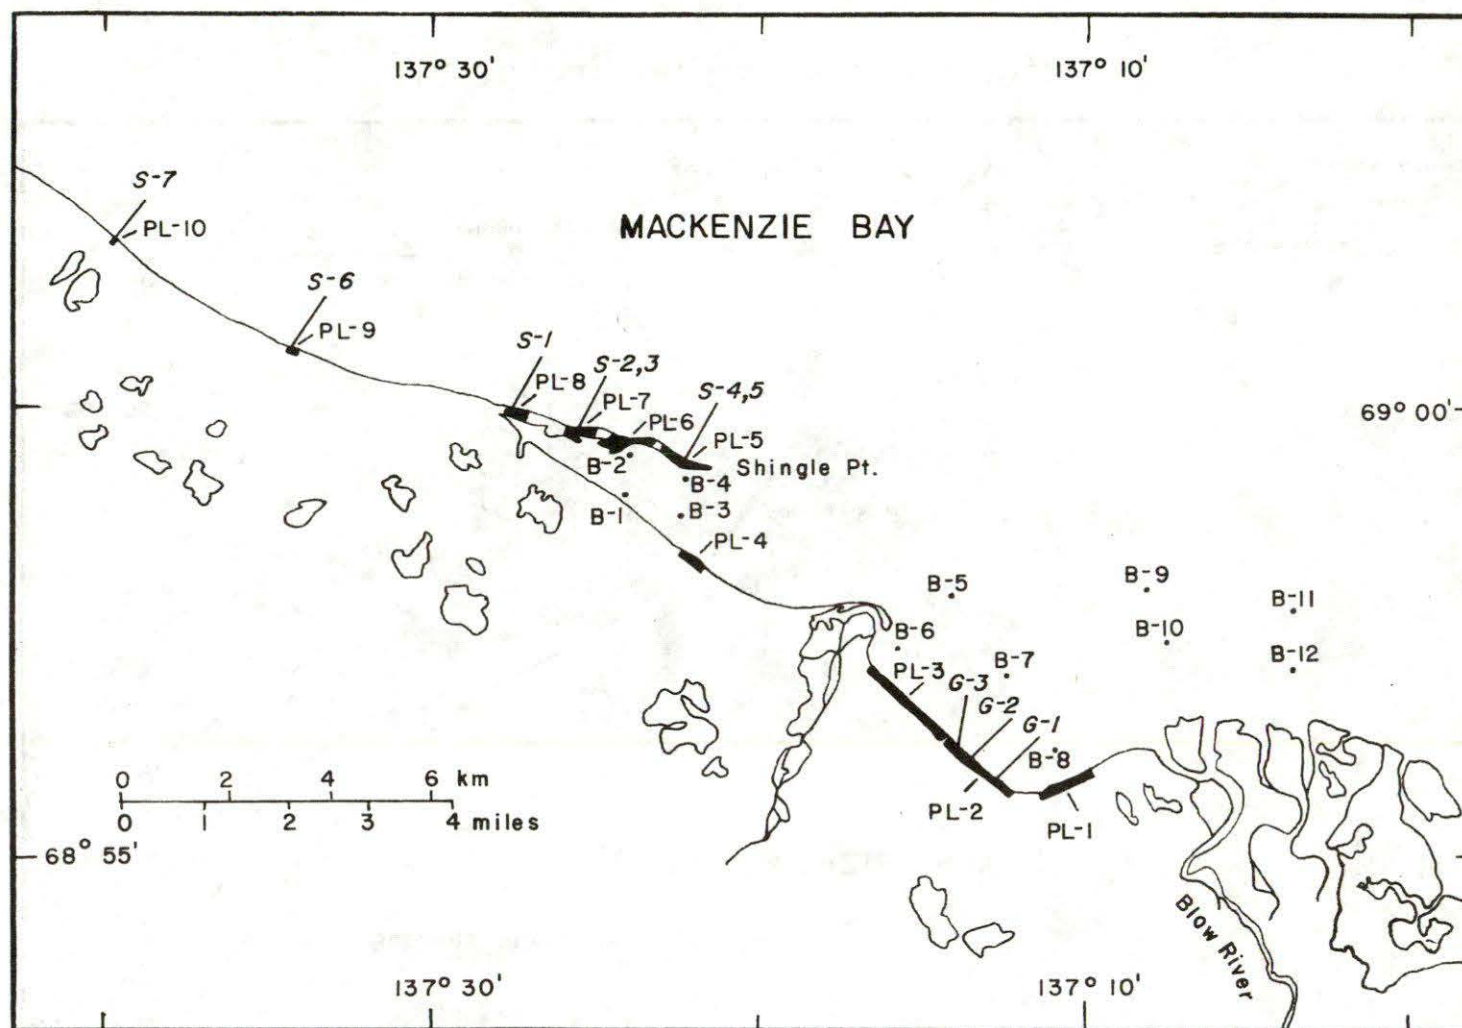 137° 30'
137° 10'
S-7
PL-10
MACKENZIE BAY
S-6
PL-9
S-1
PL-8
S-2,3
PL-7
S-4,5
PL-6
69° 00'
PL-5
Shingle Pt.
B-2
B-4
B-1
B-3
PL-4
B-5
B-9
B-11
B-6
B-10
B-12
B-7
PL-3
G-3
G-2
G-1
B-8
0 2 4 6 km
0 1 2 3 4 miles
PL-2
PL-1
68° 55'
Blow River
137° 30'
137° 10'